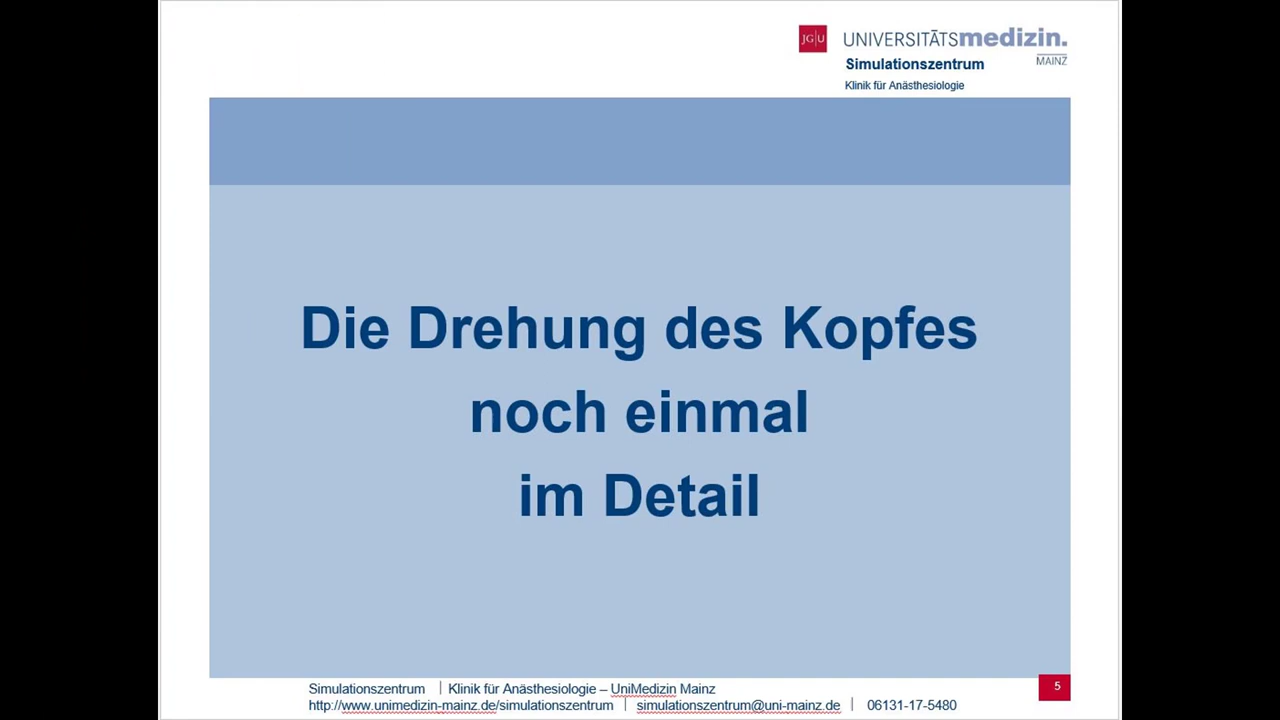 JG|U UNIVERSITÄTSmedizin.
MAINZ
Simulationszentrum
Klinik für Anästhesiologie
Die Drehung des Kopfes
noch einmal
im Detail
Simulationszentrum | Klinik für Anästhesiologie – UniMedizin Mainz
http://www.unimedizin-mainz.de/simulationszentrum | simulationszentrum@uni-mainz.de | 06131-17-5480
5